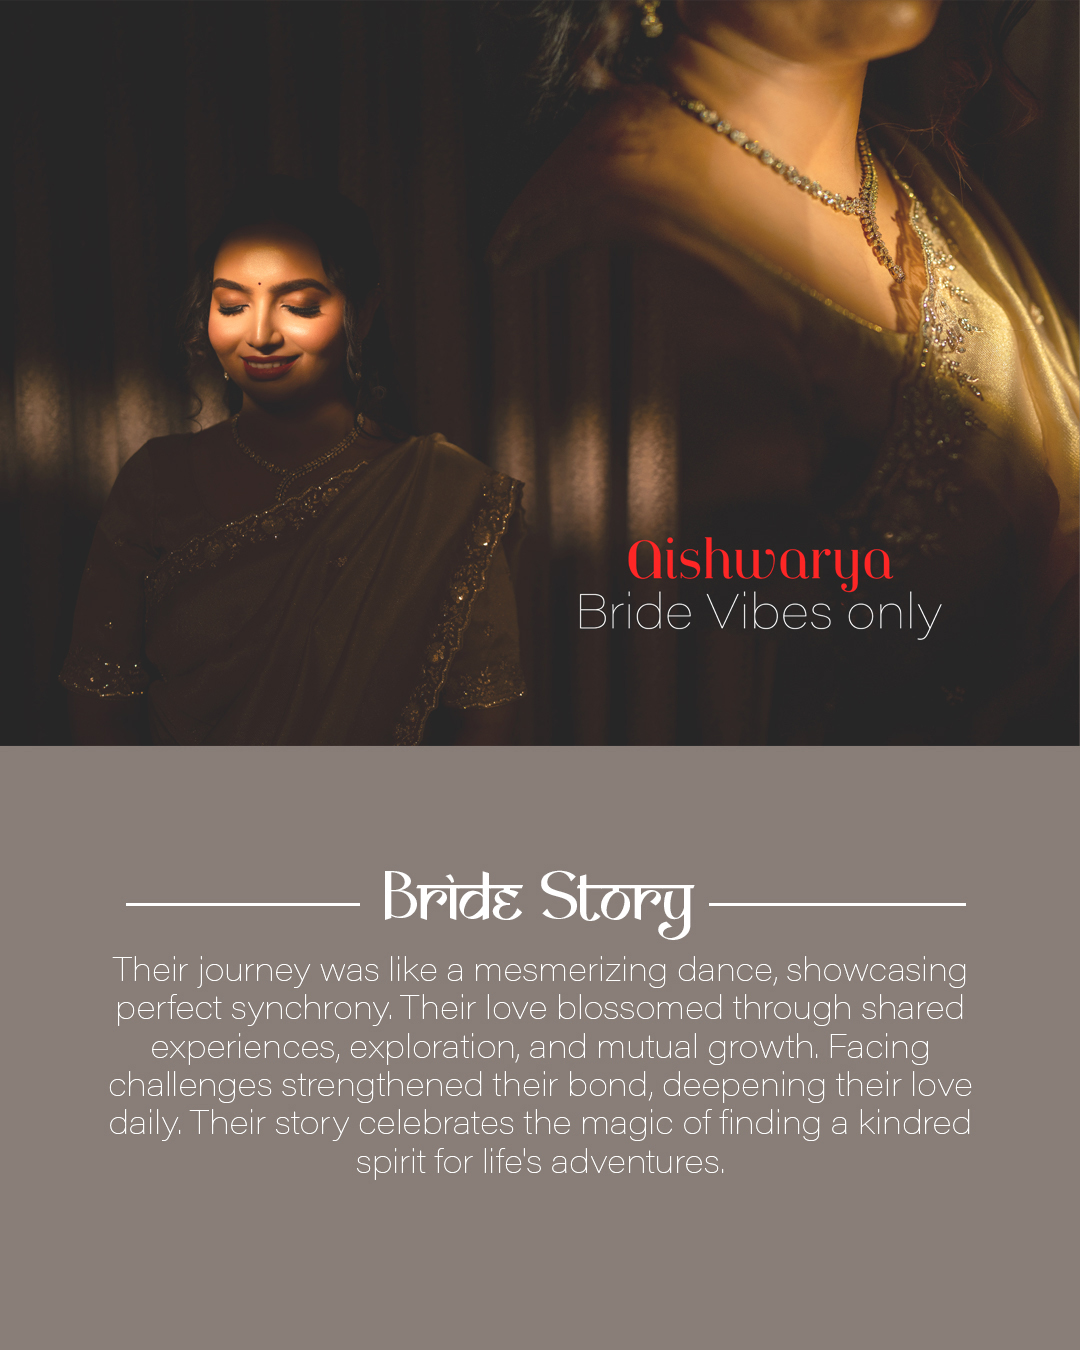 Aishwarya
Bride Vibes only
Bride Story
Their journey was like a mesmerizing dance, showcasing
perfect synchrony. Their love blossomed through shared
experiences, exploration, and mutual growth. Facing
challenges strengthened their bond, deepening their love
daily. Their story celebrates the magic of finding a kindred
spirit for life's adventures.